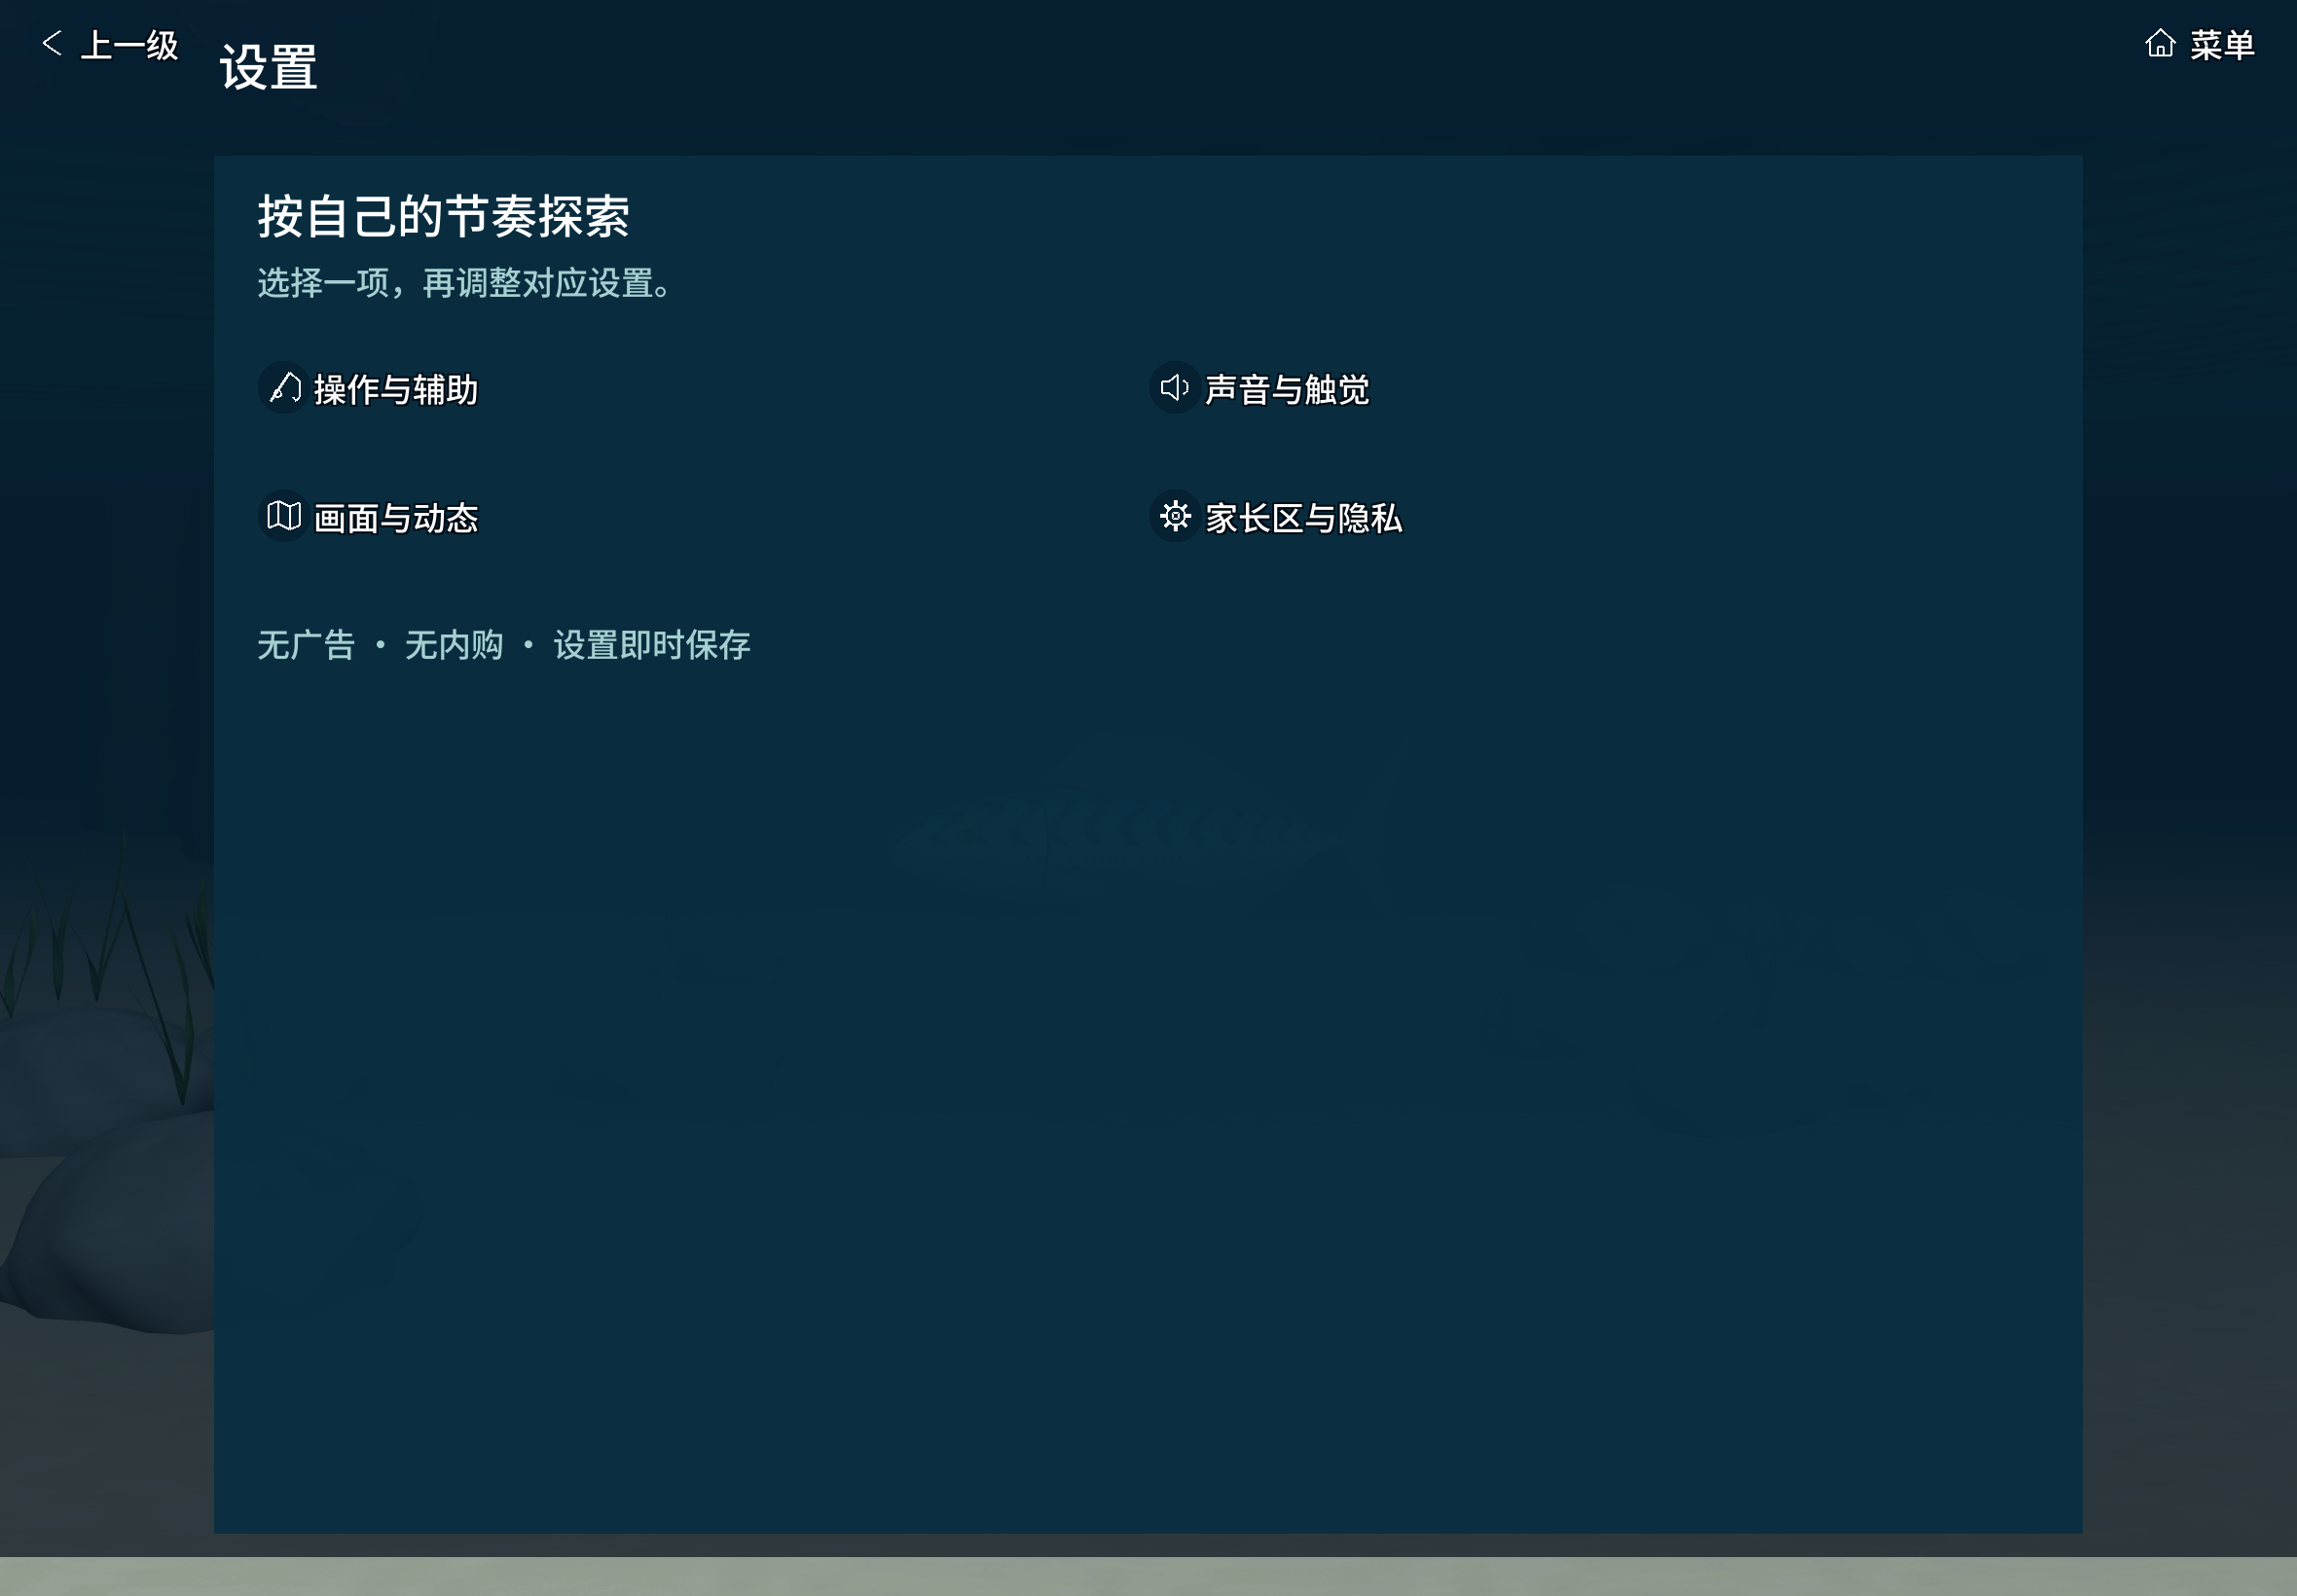 上一级
设置
菜单
按自己的节奏探索
选择一项，再调整对应设置。
操作与辅助
声音与触觉
画面与动态
家长区与隐私
无广告 · 无内购 · 设置即时保存